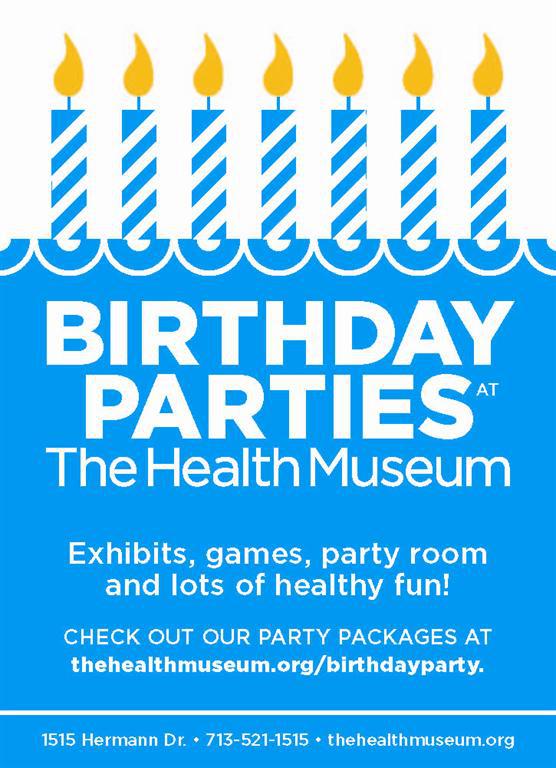 BIRTHDAY
PARTIES AT
The Health Museum
Exhibits, games, party room
and lots of healthy fun!
CHECK OUT OUR PARTY PACKAGES AT
thehealthmuseum.org/birthdayparty.
1515 Hermann Dr. • 713-521-1515 • thehealthmuseum.org